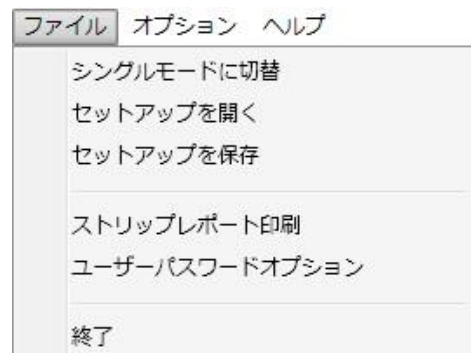 ファイル オプション ヘルプ
シングルモードに切替
セットアップを開く
セットアップを保存
ストリップレポート印刷
ユーザーパスワードオプション
終了